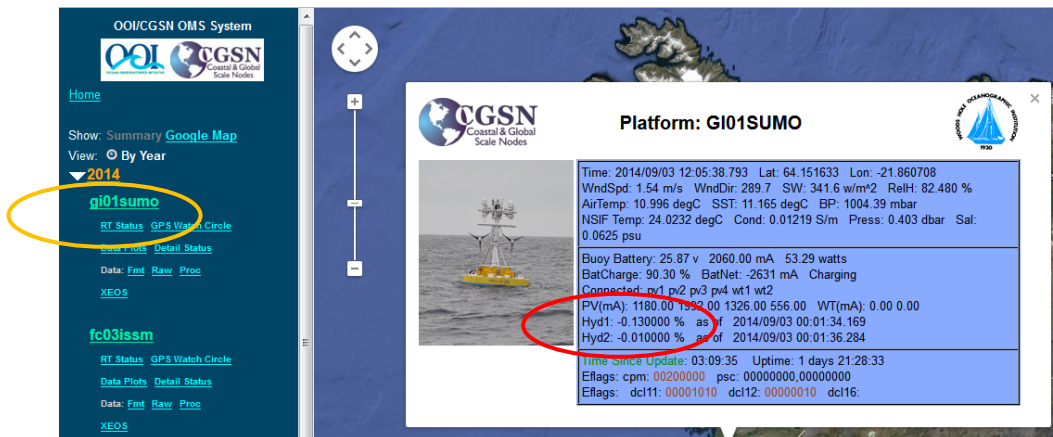 OOI/CGSN OMS System
OOI
OCEAN OBSERVATORIES INITIATIVE
CGSN
Coastal & Global
Scale Nodes
Home
Show: Summary Google Map
View: By Year
2014
gi01sumo
RT Status GPS Watch Circle
Data Plots Detail Status
Data: Fmt Raw Proc
XEOS
fc03issm
RT Status GPS Watch Circle
Data Plots Detail Status
Data: Fmt Raw Proc
XEOS
CGSN
Coastal & Global
Scale Nodes
Platform: GI01SUMO
WOODS HOLE OCEANOGRAPHIC INSTITUTION
1930
Time: 2014/09/03 12:05:38.793 Lat: 64.151633 Lon: -21.860708
WndSpd: 1.54 m/s WndDir: 289.7 SW: 341.6 w/m^2 RelH: 82.480 %
AirTemp: 10.996 degC SST: 11.165 degC BP: 1004.39 mbar
NSIF Temp: 24.0232 degC Cond: 0.01219 S/m Press: 0.403 dbar Sal:
0.0625 psu
Buoy Battery: 25.87 v 2060.00 mA 53.29 watts
BatCharge: 90.30 % BatNet: -2631 mA Charging
Connected: pv1 pv2 pv3 pv4 wt1 wt2
PV(mA): 1180.00 1992.00 1326.00 556.00 WT(mA): 0.00 0.00
Hyd1: -0.130000 % as of 2014/09/03 00:01:34.169
Hyd2: -0.010000 % as of 2014/09/03 00:01:36.284
Time Since Update: 03:09:35 Uptime: 1 days 21:28:33
Eflags: cpm: 00200000 psc: 00000000,00000000
Eflags: dcl11: 00001010 dcl12: 00000010 dcl16: